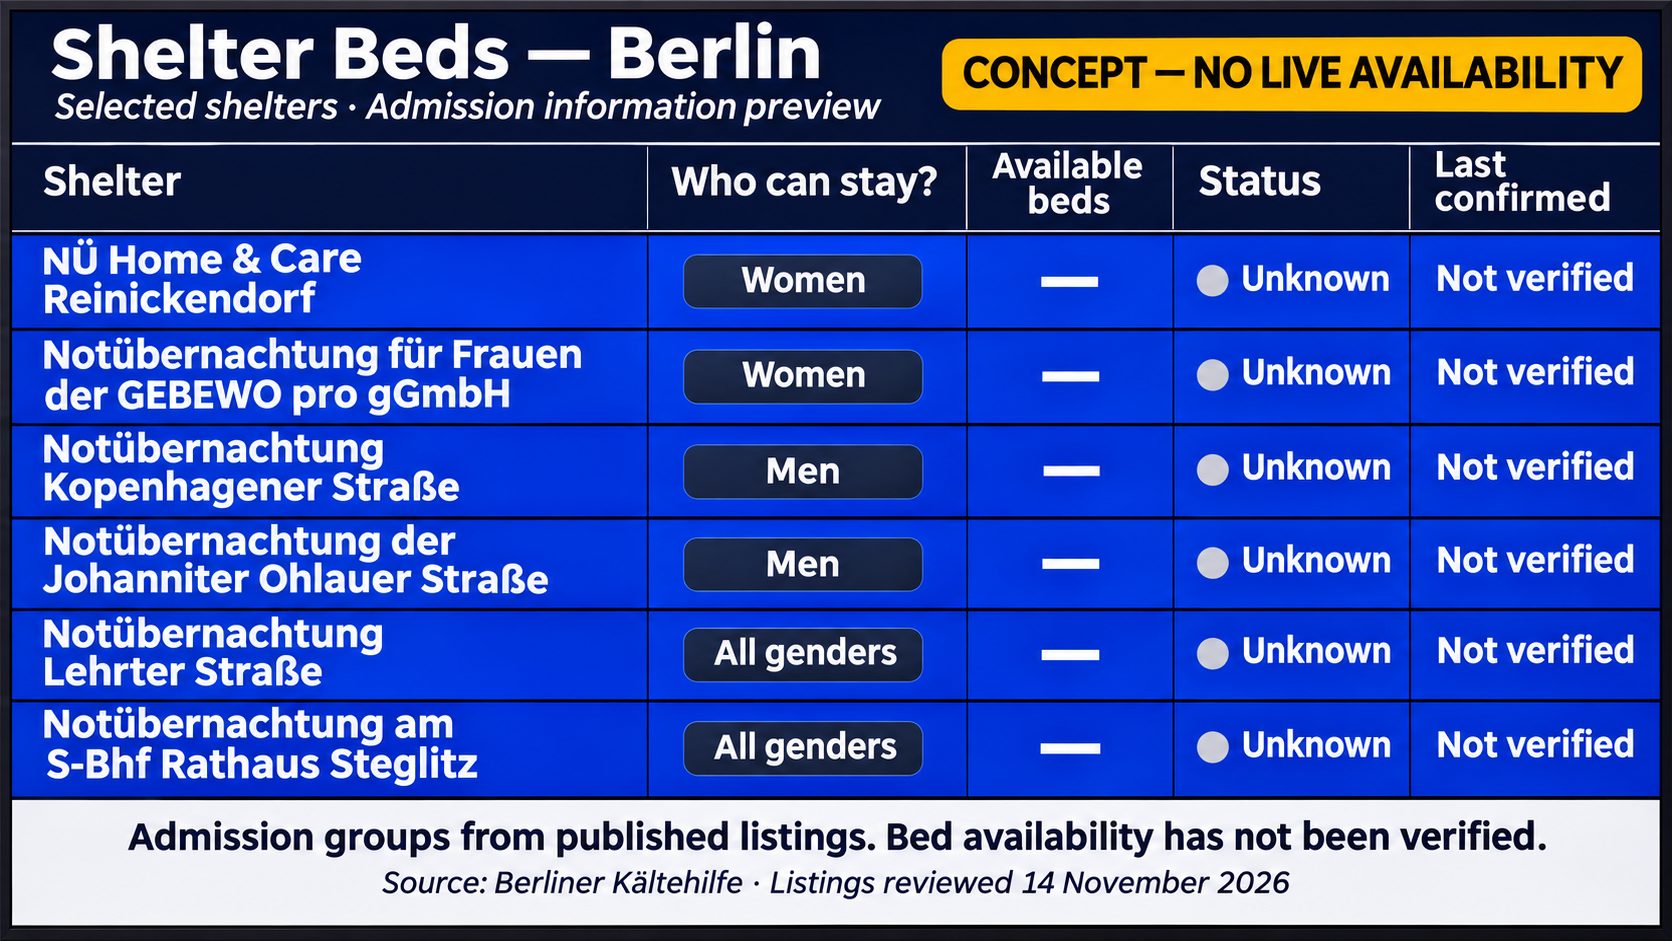 Shelter Beds — Berlin
Selected shelters · Admission information preview
CONCEPT — NO LIVE AVAILABILITY
Shelter
Who can stay?
Available
beds
Status
Last
confirmed
NÜ Home & Care
Reinickendorf
Women
—
Unknown
Not verified
Notübernachtung für Frauen
der GEBEWO pro gGmbH
Women
—
Unknown
Not verified
Notübernachtung
Kopenhagener Straße
Men
—
Unknown
Not verified
Notübernachtung der
Johanniter Ohlauer Straße
Men
—
Unknown
Not verified
Notübernachtung
Lehrter Straße
All genders
—
Unknown
Not verified
Notübernachtung am
S-Bhf Rathaus Steglitz
All genders
—
Unknown
Not verified
Admission groups from published listings. Bed availability has not been verified.
Source: Berliner Kältehilfe · Listings reviewed 14 November 2026